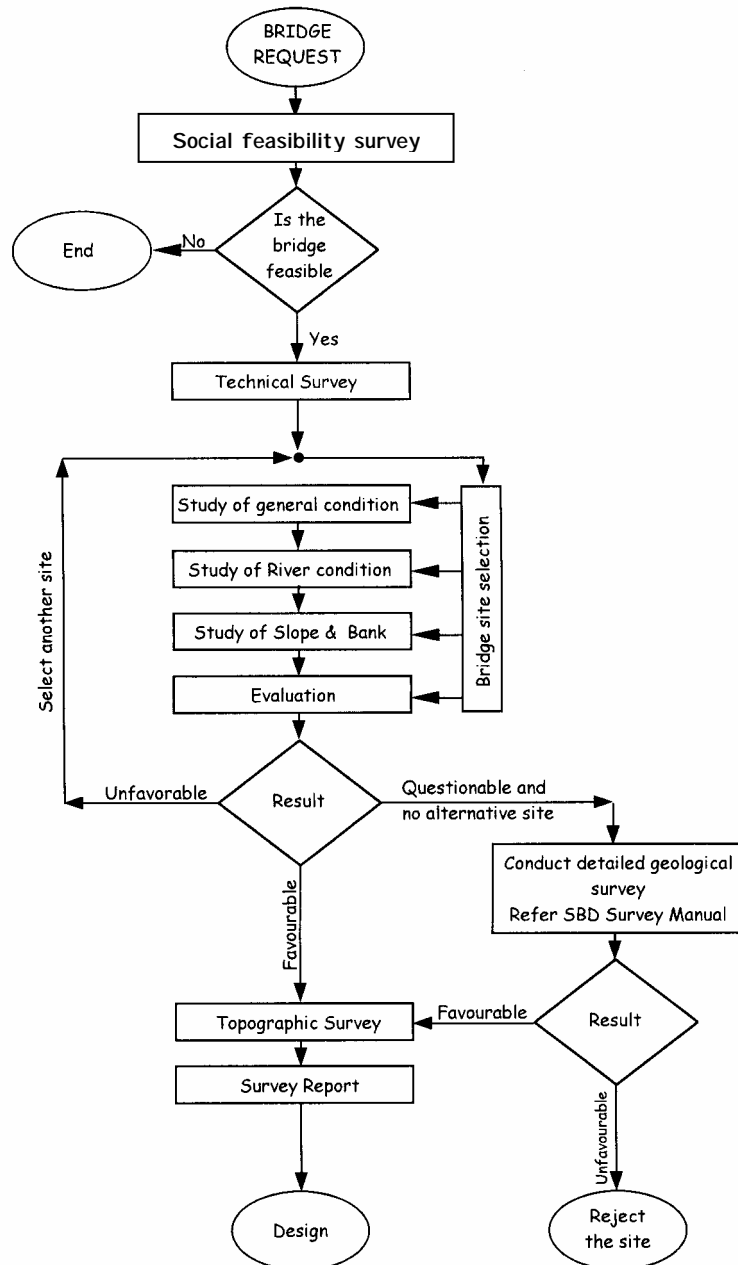 BRIDGE
REQUEST
Social feasibility survey
Is the
bridge
feasible
No
End
Yes
Technical Survey
Select another site
Bridge site selection
Study of general condition
Study of River condition
Study of Slope & Bank
Evaluation
Result
Unfavorable
Questionable and
no alternative site
Conduct detailed geological
survey
Refer SBD Survey Manual
Favourable
Result
Favourable
Topographic Survey
Survey Report
Unfavourable
Design
Reject
the site